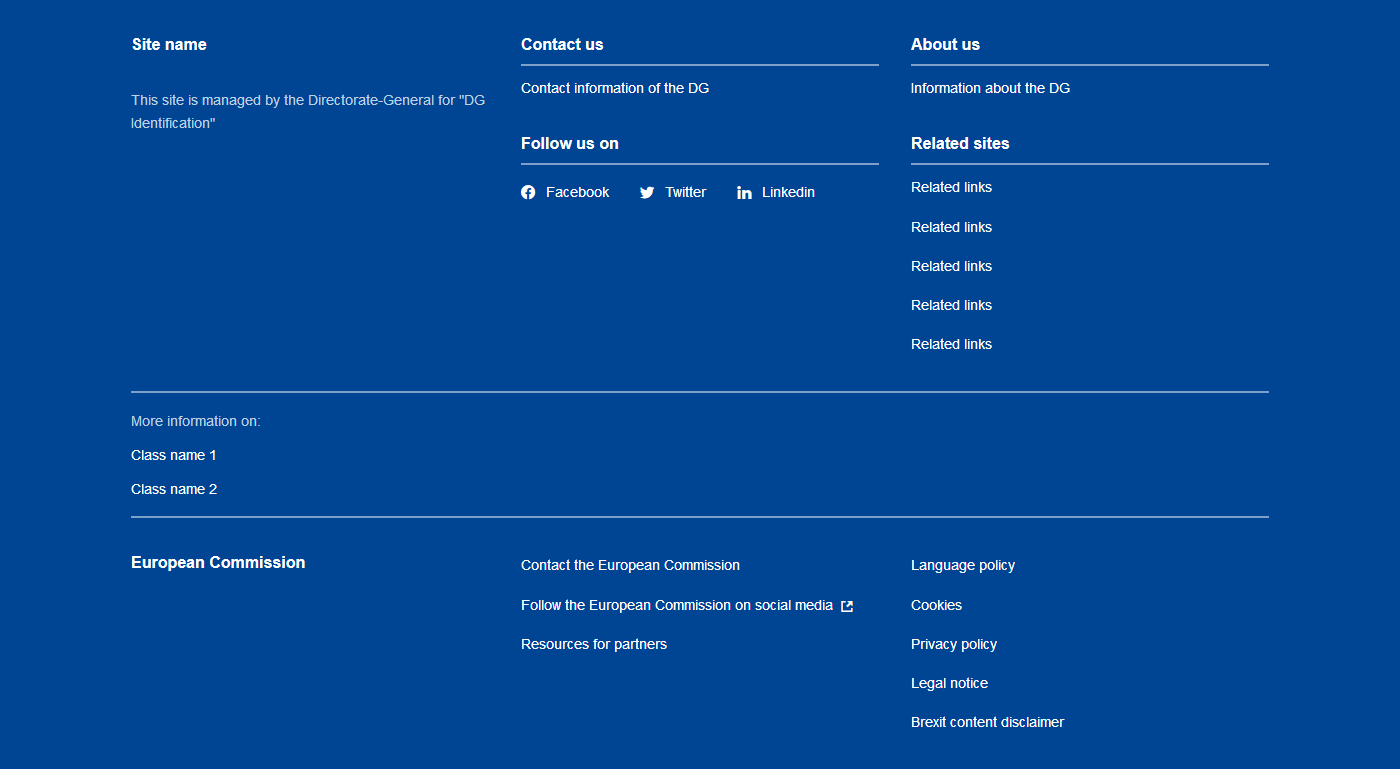 Site name
This site is managed by the Directorate-General for "DG
Identification"
Contact us
Contact information of the DG
Follow us on
Facebook Twitter Linkedin
About us
Information about the DG
Related sites
Related links
Related links
Related links
Related links
Related links
More information on:
Class name 1
Class name 2
European Commission
Contact the European Commission
Follow the European Commission on social media
Resources for partners
Language policy
Cookies
Privacy policy
Legal notice
Brexit content disclaimer